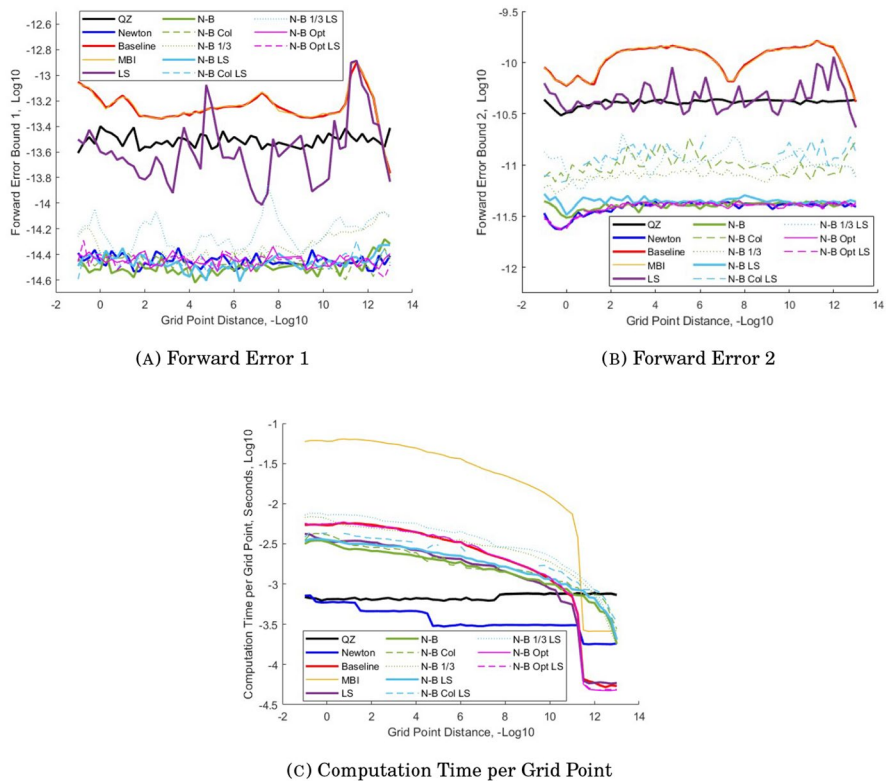 -12.6
-12.8
-13
-13.2
-13.4
-13.6
-13.8
-14
-14.2
-14.4
-14.6
Forward Error Bound 1, Log10
QZ N-B N-B 1/3 LS
Newton N-B Col N-B Opt
Baseline N-B 1/3 N-B Opt LS
MBI N-B LS
LS N-B Col LS
-2 0 2 4 6 8 10 12 14
Grid Point Distance, -Log10
(A) Forward Error 1
-9.5
-10
-10.5
-11
-11.5
-12
Forward Error Bound 2, Log10
QZ N-B N-B 1/3 LS
Newton N-B Col N-B Opt
Baseline N-B 1/3 N-B Opt LS
MBI N-B LS
LS N-B Col LS
-2 0 2 4 6 8 10 12 14
Grid Point Distance, -Log10
(B) Forward Error 2
-1
-1.5
-2
-2.5
-3
-3.5
-4
-4.5
Computation Time per Grid Point, Seconds, Log10
QZ N-B N-B 1/3 LS
Newton N-B Col N-B Opt
Baseline N-B 1/3 N-B Opt LS
MBI N-B LS
LS N-B Col LS
-2 0 2 4 6 8 10 12 14
Grid Point Distance, -Log10
(C) Computation Time per Grid Point